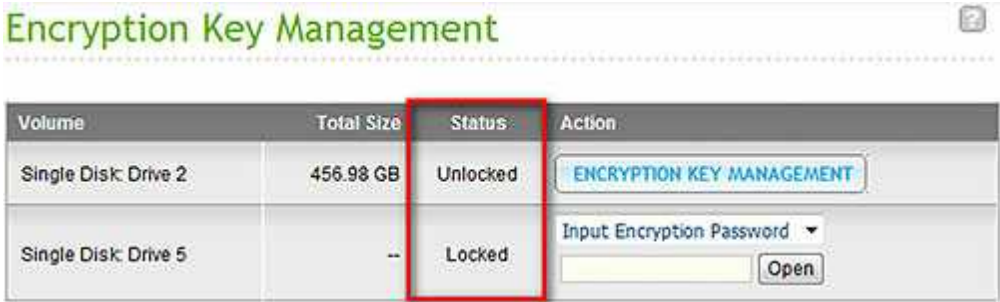 Encryption Key Management
?
Volume Total Size Status Action
Single Disk: Drive 2 456.98 GB Unlocked ENCRYPTION KEY MANAGEMENT
Single Disk: Drive 5 -- Locked Input Encryption Password
Open